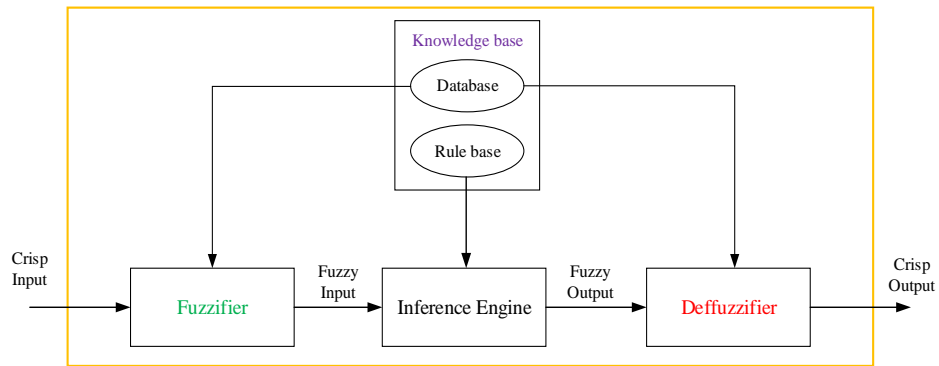 Knowledge base
Database
Rule base
Crisp
Input
Fuzzifier
Fuzzy
Input
Inference Engine
Fuzzy
Output
Deffuzzifier
Crisp
Output